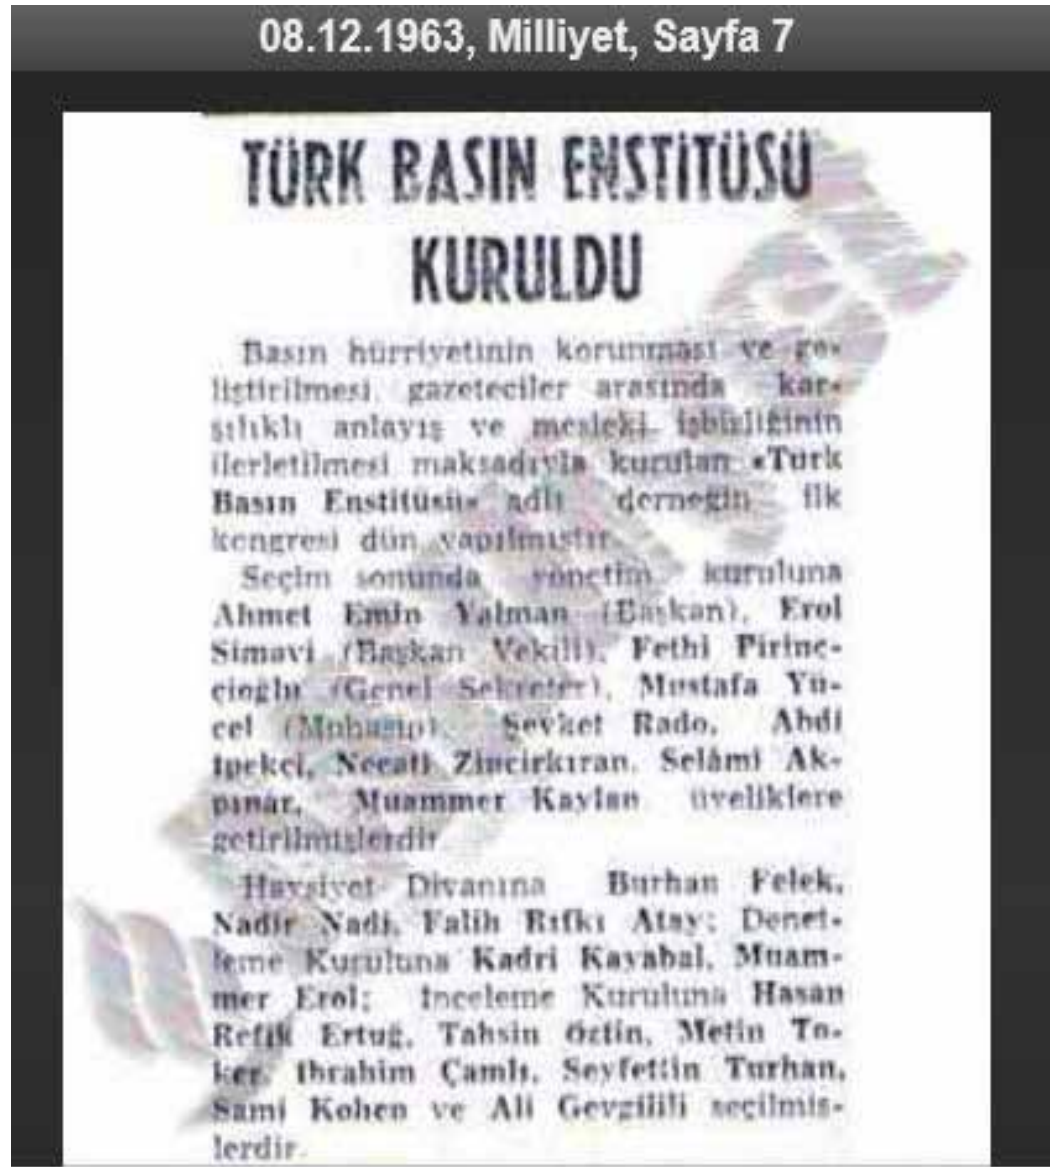 08.12.1963, Milliyet, Sayfa 7
TÜRK BASIN ENSTİTÜSÜ
KURULDU
Basın hürriyetinin korunması ve ge-
liştirilmesi, gazeteciler arasında kar-
şılıklı anlayış ve mesleki işbirliğinin
ilerletilmesi maksadıyla kurulan «Türk
Basın Enstitüsü» adlı derneğin ilk
kongresi dün yapılmıştır.
Seçim sonunda yönetim kuruluna
Ahmet Emin Yalman (Başkan), Erol
Simavi (Başkan Vekili), Fethi Pirinç-
cioğlu (Genel Sekreter), Mustafa Yü-
cel (Muhasip), Şevket Rado, Abdi
İpekçi, Necati Zincirkıran, Selâmi Ak-
pınar, Muammer Kaylan üyeliklere
getirilmişlerdir.
Haysiyet Divanına Burhan Felek,
Nadir Nadi, Falih Rıfkı Atay; Denet-
leme Kuruluna Kadri Kayabal, Muam-
mer Erol; İnceleme Kuruluna Hasan
Refik Ertuğ, Tahsin Öztin, Metin To-
ker, İbrahim Çamlı, Seyfettin Turhan,
Sami Kohen ve Ali Gevgilili seçilmiş-
lerdir.